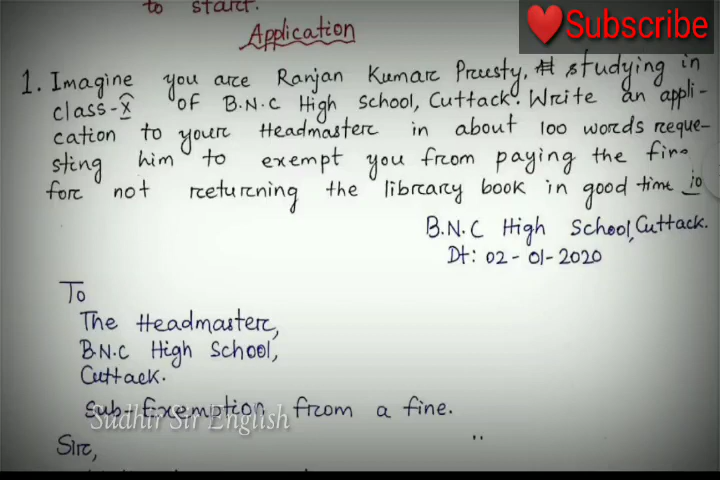 to start.
Subscribe
Application
1. Imagine you are Ranjan Kumar Preusty, studying in
class-X of B.N.C High School, Cuttack. Write an appli-
cation to your Headmaster in about 100 words reque-
sting him to exempt you from paying the fine
for not returning the library book in good time 10
B.N.C High School, Cuttack.
Dt: 02-01-2020
To
The Headmaster,
B.N.C High School,
Cuttack.
Sub- Exemption from a fine.
Sudhir Sir English
Sir,